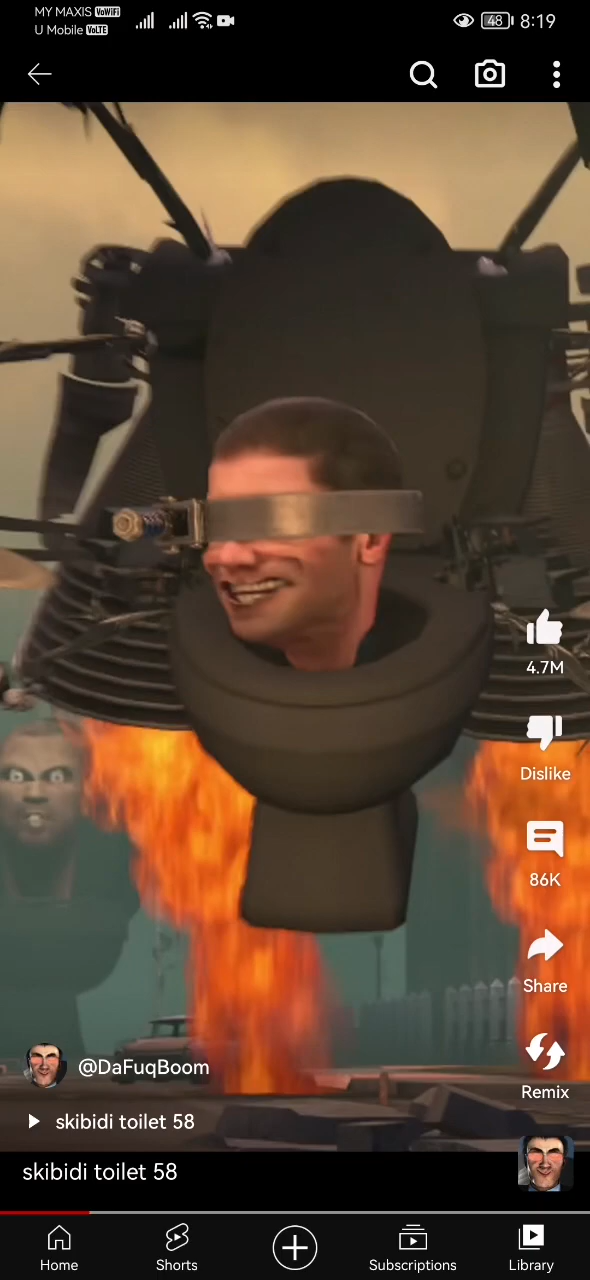 MY MAXIS VoWiFi
U Mobile VoLTE
48 8:19
4.7M
Dislike
86K
Share
Remix
@DaFuqBoom
skibidi toilet 58
skibidi toilet 58
Home
Shorts
Subscriptions
Library